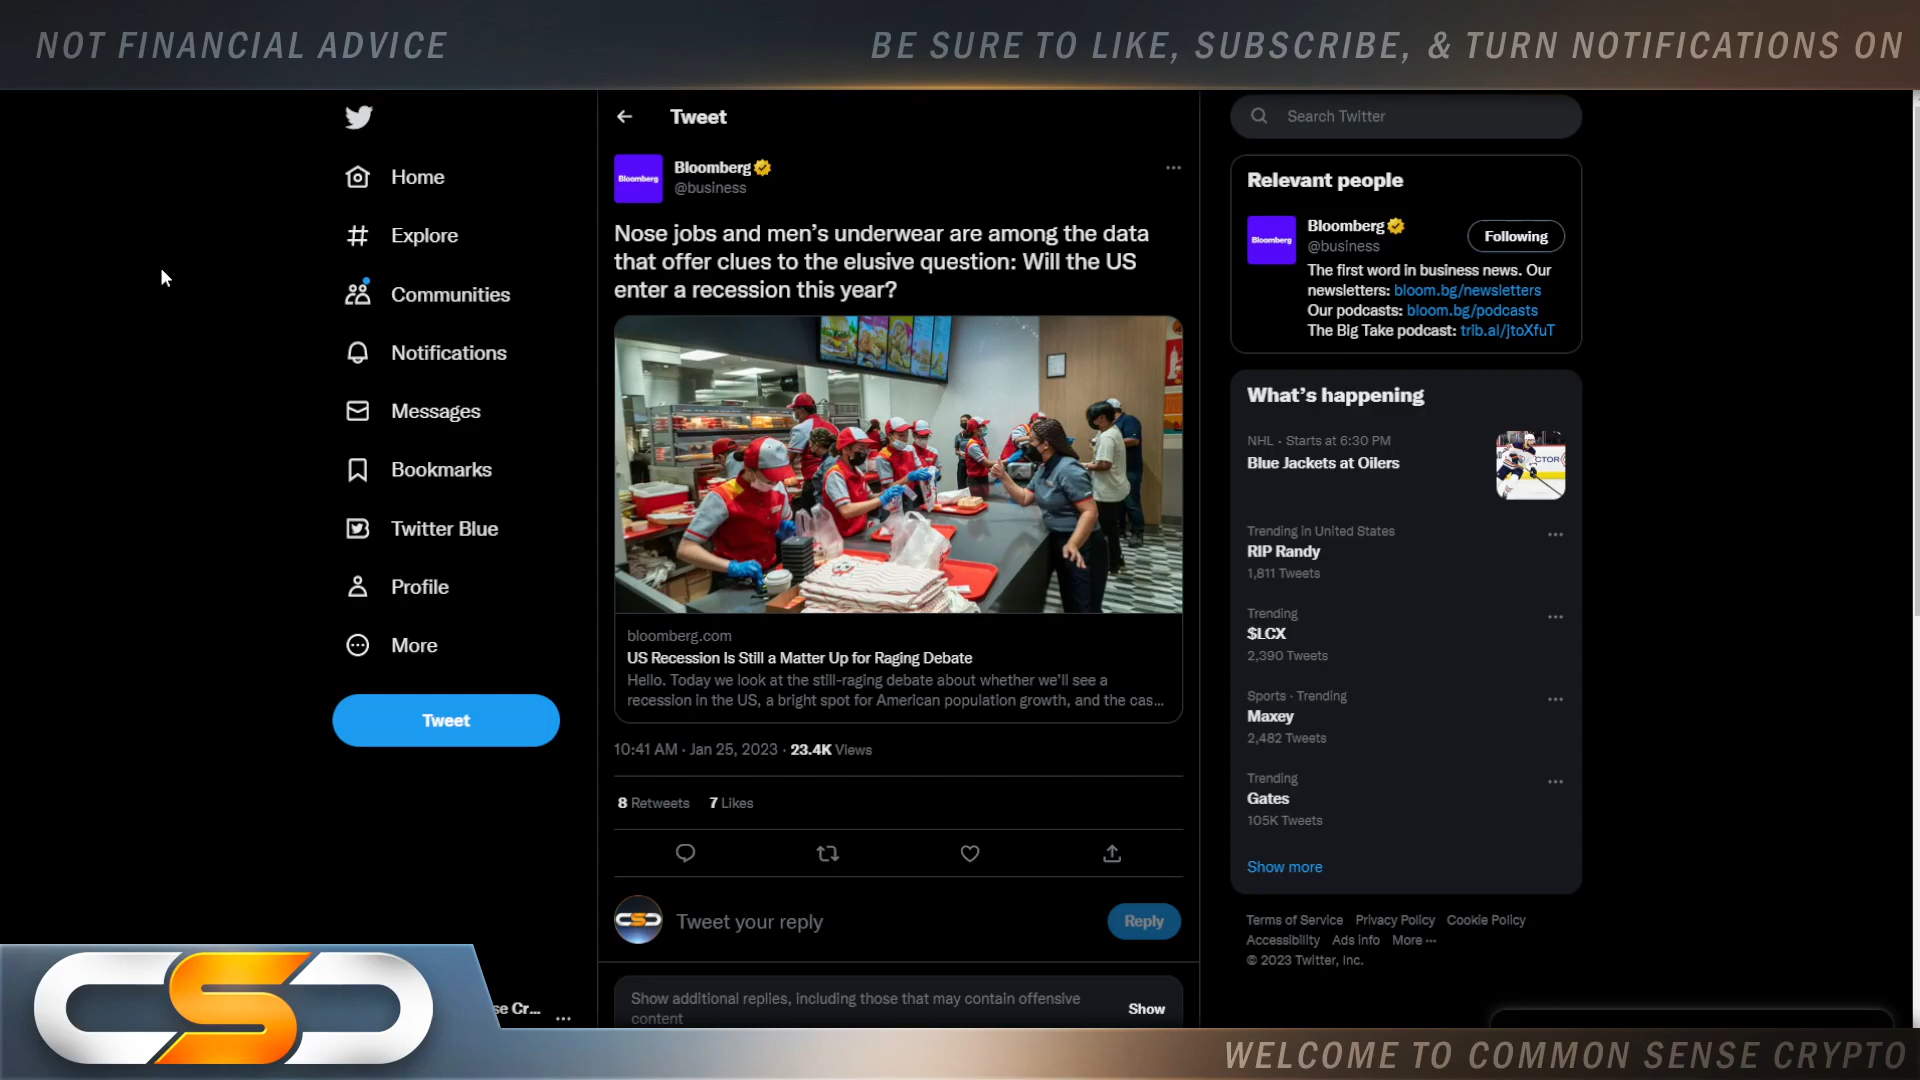 NOT FINANCIAL ADVICE
BE SURE TO LIKE, SUBSCRIBE, & TURN NOTIFICATIONS ON
Home
Explore
Communities
Notifications
Messages
Bookmarks
Twitter Blue
Profile
More
Tweet
Tweet
Bloomberg
Bloomberg
@business
Nose jobs and men's underwear are among the data
that offer clues to the elusive question: Will the US
enter a recession this year?
bloomberg.com
US Recession Is Still a Matter Up for Raging Debate
Hello. Today we look at the still-raging debate about whether we'll see a
recession in the US, a bright spot for American population growth, and the cas...
10:41 AM · Jan 25, 2023 · 23.4K Views
8 Retweets 7 Likes
CSC
Tweet your reply
Reply
Show additional replies, including those that may contain offensive
content
Show
Search Twitter
Relevant people
Bloomberg
Bloomberg
@business
Following
The first word in business news. Our
newsletters: bloom.bg/newsletters
Our podcasts: bloom.bg/podcasts
The Big Take podcast: trib.al/jtoXfuT
What's happening
NHL · Starts at 6:30 PM
Blue Jackets at Oilers
Trending in United States
RIP Randy
1,811 Tweets
Trending
$LCX
2,390 Tweets
Sports · Trending
Maxey
2,482 Tweets
Trending
Gates
105K Tweets
Show more
Terms of Service Privacy Policy Cookie Policy
Accessibility Ads info More ...
© 2023 Twitter, Inc.
CSC
se Cr...
WELCOME TO COMMON SENSE CRYPTO